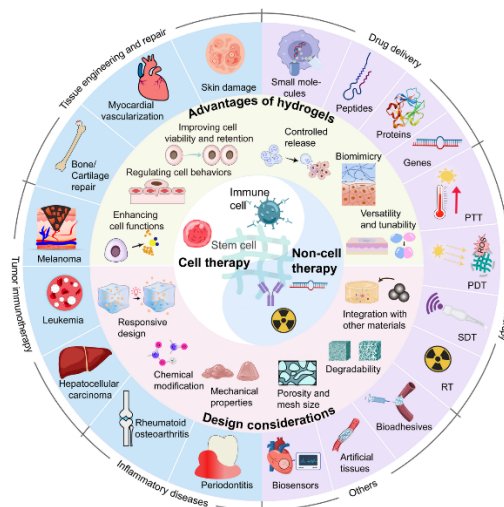 Tissue engineering and repair
Drug delivery
Skin damage
Small mole-
cules
Myocardial
vascularization
Peptides
Advantages of hydrogels
Proteins
Improving cell
viability and retention
Controlled
release
Bone/
Cartilage
repair
Regulating cell behaviors
Biomimicry
Genes
Immune
cell
PTT
Enhancing
cell functions
Versatility
and tunability
Melanoma
Stem cell
Cell therapy
Non-cell
therapy
PDT
Tumor immunotherapy
Leukemia
Responsive
design
Integration with
other materials
SDT
Chemical
modification
Degradability
Hepatocellular
carcinoma
Mechanical
properties
Porosity and
mesh size
RT
Design considerations
Rheumatoid
osteoarthritis
Bioadhesives
Periodontitis
Biosensors
Artificial
tissues
Inflammatory diseases
Others